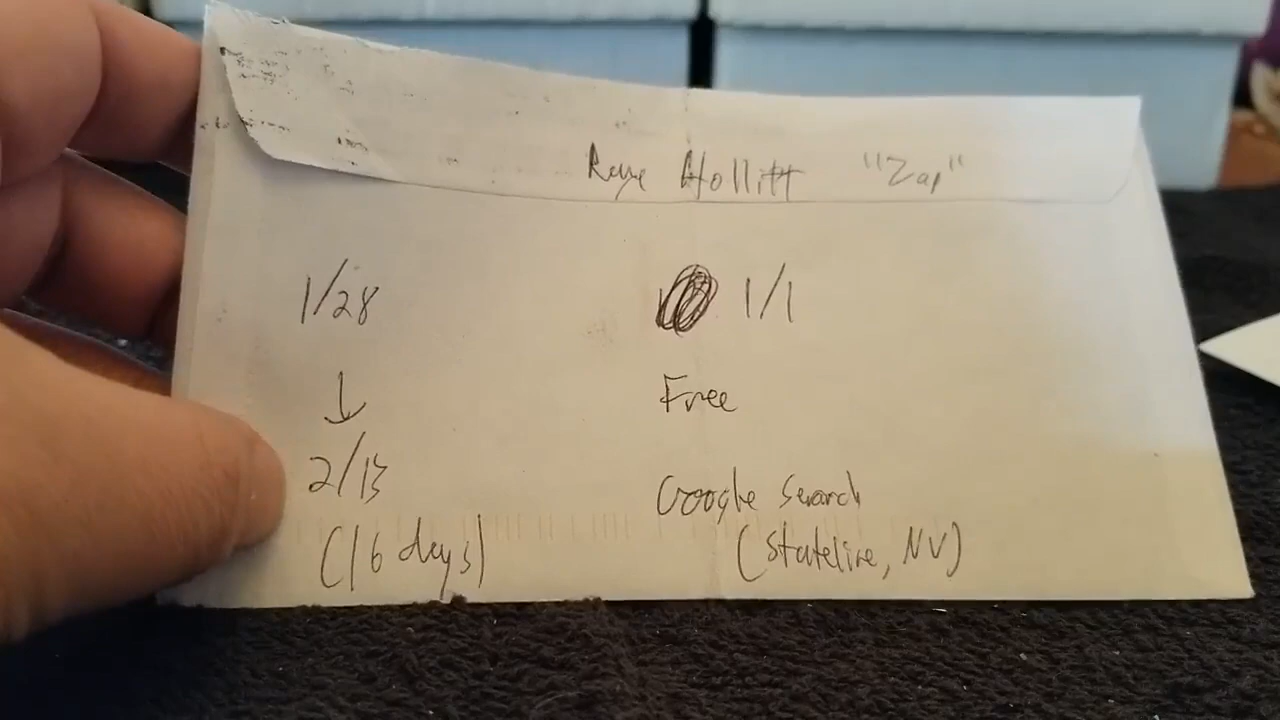 Raye Hollitt "Zap"
1/28
↓
2/13
(16 days)
1/1
Free
Google Search
(Stateline, NV)